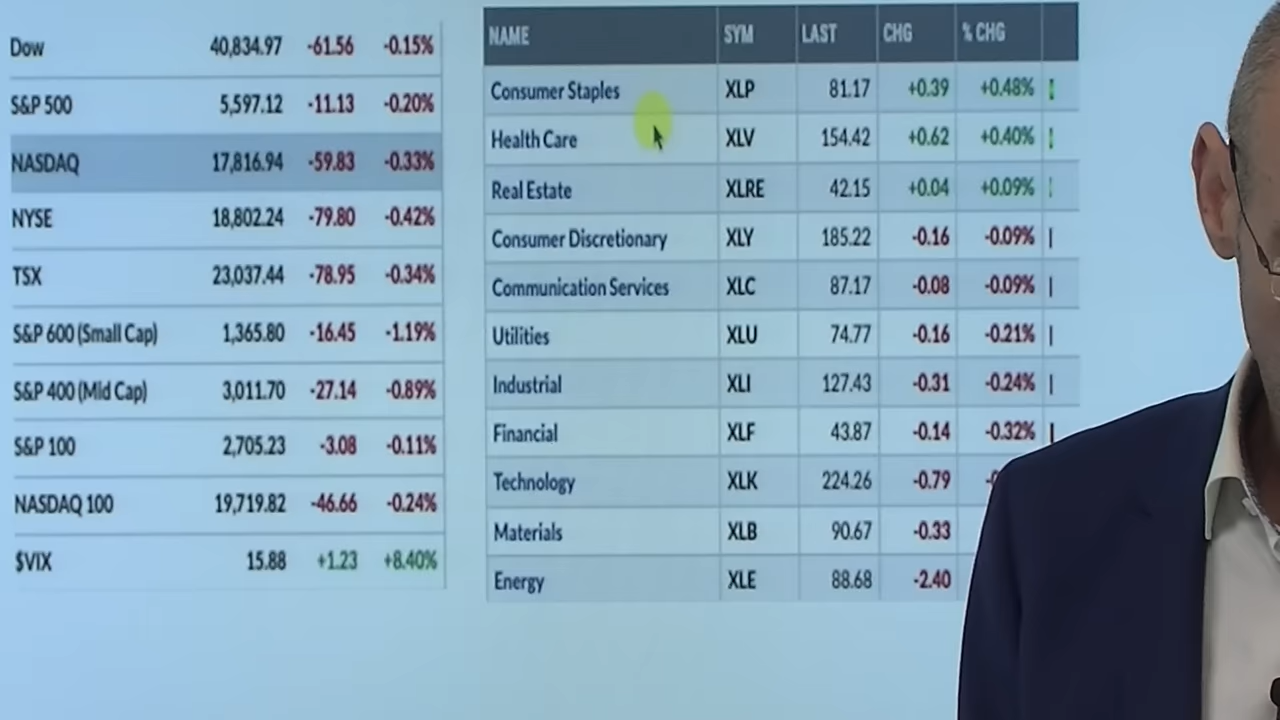 Dow 40,834.97 -61.56 -0.15%
S&P 500 5,597.12 -11.13 -0.20%
NASDAQ 17,816.94 -59.83 -0.33%
NYSE 18,802.24 -79.80 -0.42%
TSX 23,037.44 -78.95 -0.34%
S&P 600 (Small Cap) 1,365.80 -16.45 -1.19%
S&P 400 (Mid Cap) 3,011.70 -27.14 -0.89%
S&P 100 2,705.23 -3.08 -0.11%
NASDAQ 100 19,719.82 -46.66 -0.24%
$VIX 15.88 +1.23 +8.40%
NAME SYM LAST CHG % CHG
Consumer Staples XLP 81.17 +0.39 +0.48%
Health Care XLV 154.42 +0.62 +0.40%
Real Estate XLRE 42.15 +0.04 +0.09%
Consumer Discretionary XLY 185.22 -0.16 -0.09%
Communication Services XLC 87.17 -0.08 -0.09%
Utilities XLU 74.77 -0.16 -0.21%
Industrial XLI 127.43 -0.31 -0.24%
Financial XLF 43.87 -0.14 -0.32%
Technology XLK 224.26 -0.79
Materials XLB 90.67 -0.33
Energy XLE 88.68 -2.40